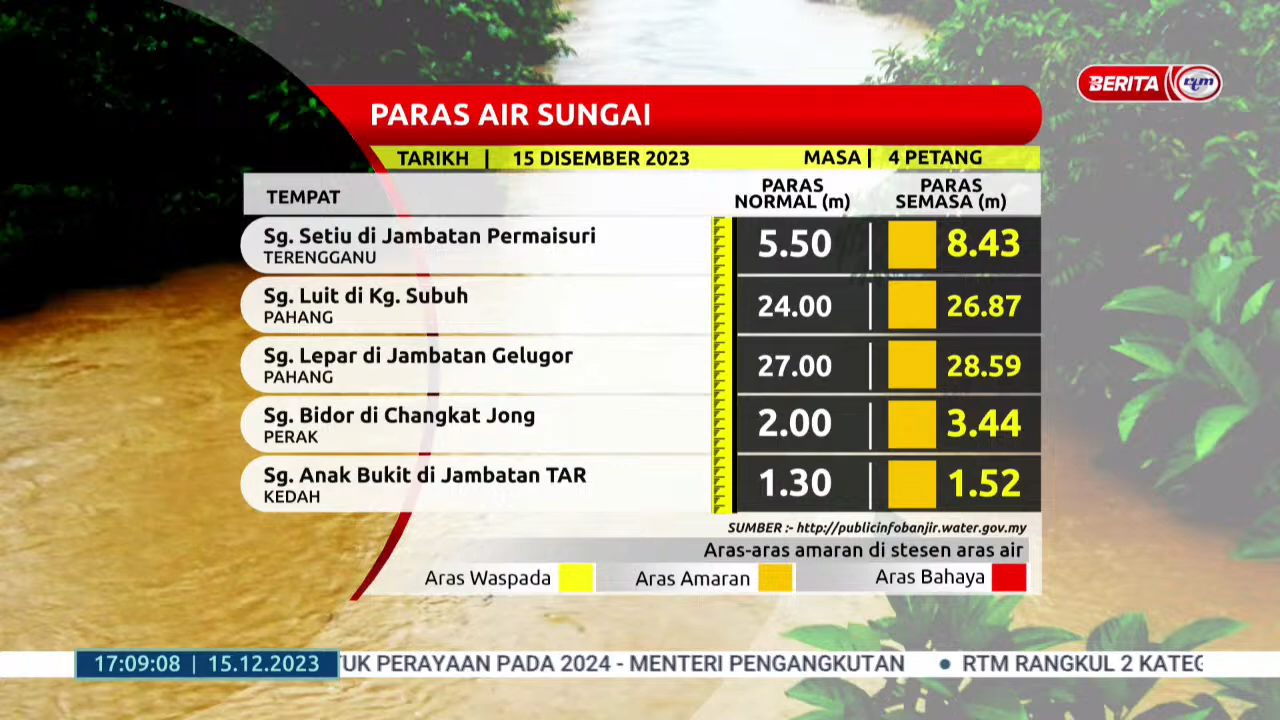 BERITA rtm
PARAS AIR SUNGAI
TARIKH | 15 DISEMBER 2023 MASA | 4 PETANG
TEMPAT PARAS NORMAL (m) PARAS SEMASA (m)
Sg. Setiu di Jambatan Permaisuri
TERENGGANU
5.50 8.43
Sg. Luit di Kg. Subuh
PAHANG
24.00 26.87
Sg. Lepar di Jambatan Gelugor
PAHANG
27.00 28.59
Sg. Bidor di Changkat Jong
PERAK
2.00 3.44
Sg. Anak Bukit di Jambatan TAR
KEDAH
1.30 1.52
SUMBER :- http://publicinfobanjir.water.gov.my
Aras-aras amaran di stesen aras air
Aras Waspada Aras Amaran Aras Bahaya
17:09:08 | 15.12.2023 TUK PERAYAAN PADA 2024 - MENTERI PENGANGKUTAN • RTM RANGKUL 2 KATEG